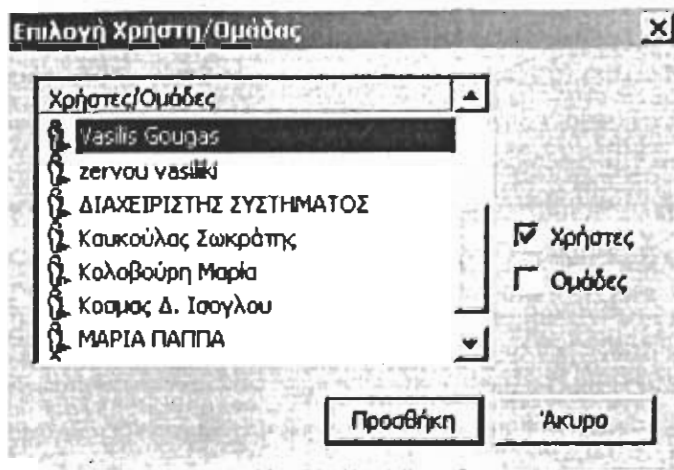 Επιλογή Χρήστη/Ομάδας
Χρήστες/Ομάδες
Vasilis Gougas
zervou vasiliki
ΔΙΑΧΕΙΡΙΣΤΗΣ ΣΥΣΤΗΜΑΤΟΣ
Καυκούλας Σωκράτης
Κολοβούρη Μαρία
Κοσμας Δ. Ισογλου
ΜΑΡΙΑ ΠΑΠΠΑ
Χρήστες
Ομάδες
Προσθήκη
Άκυρο